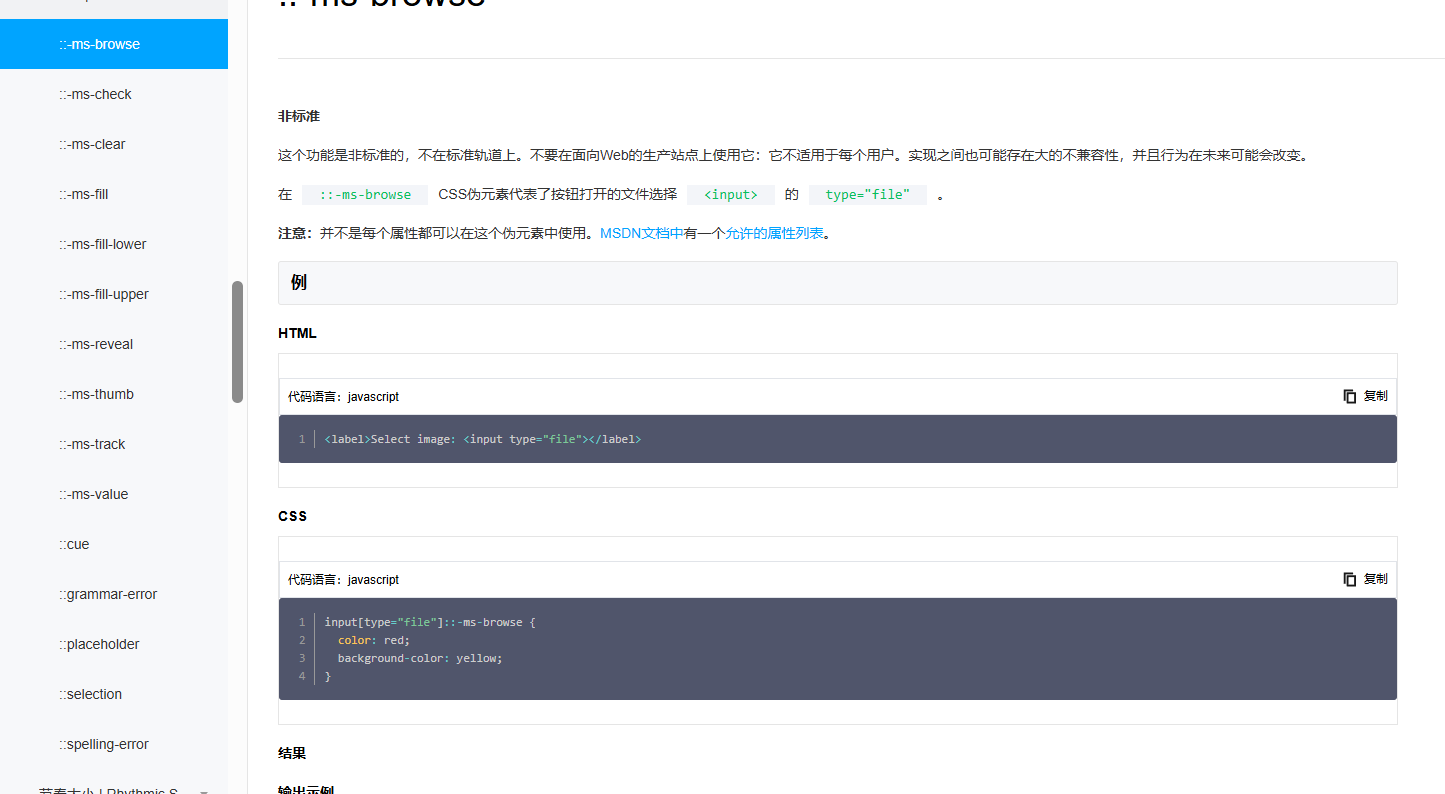 ::-ms-browse
::-ms-check
::-ms-clear
::-ms-fill
::-ms-fill-lower
::-ms-fill-upper
::-ms-reveal
::-ms-thumb
::-ms-track
::-ms-value
::cue
::grammar-error
::placeholder
::selection
::spelling-error
::-ms-browse
非标准
这个功能是非标准的，不在标准轨道上。不要在面向Web的生产站点上使用它：它不适用于每个用户。实现之间也可能存在大的不兼容性，并且行为在未来可能会改变。
在 ::-ms-browse CSS伪元素代表了按钮打开的文件选择 <input> 的 type="file" 。
注意：并不是每个属性都可以在这个伪元素中使用。MSDN文档中有一个允许的属性列表。
例
HTML
代码语言：javascript 复制
1 <label>Select image: <input type="file"></label>
CSS
代码语言：javascript 复制
1 input[type="file"]::-ms-browse {
2 color: red;
3 background-color: yellow;
4 }
结果
输出示例